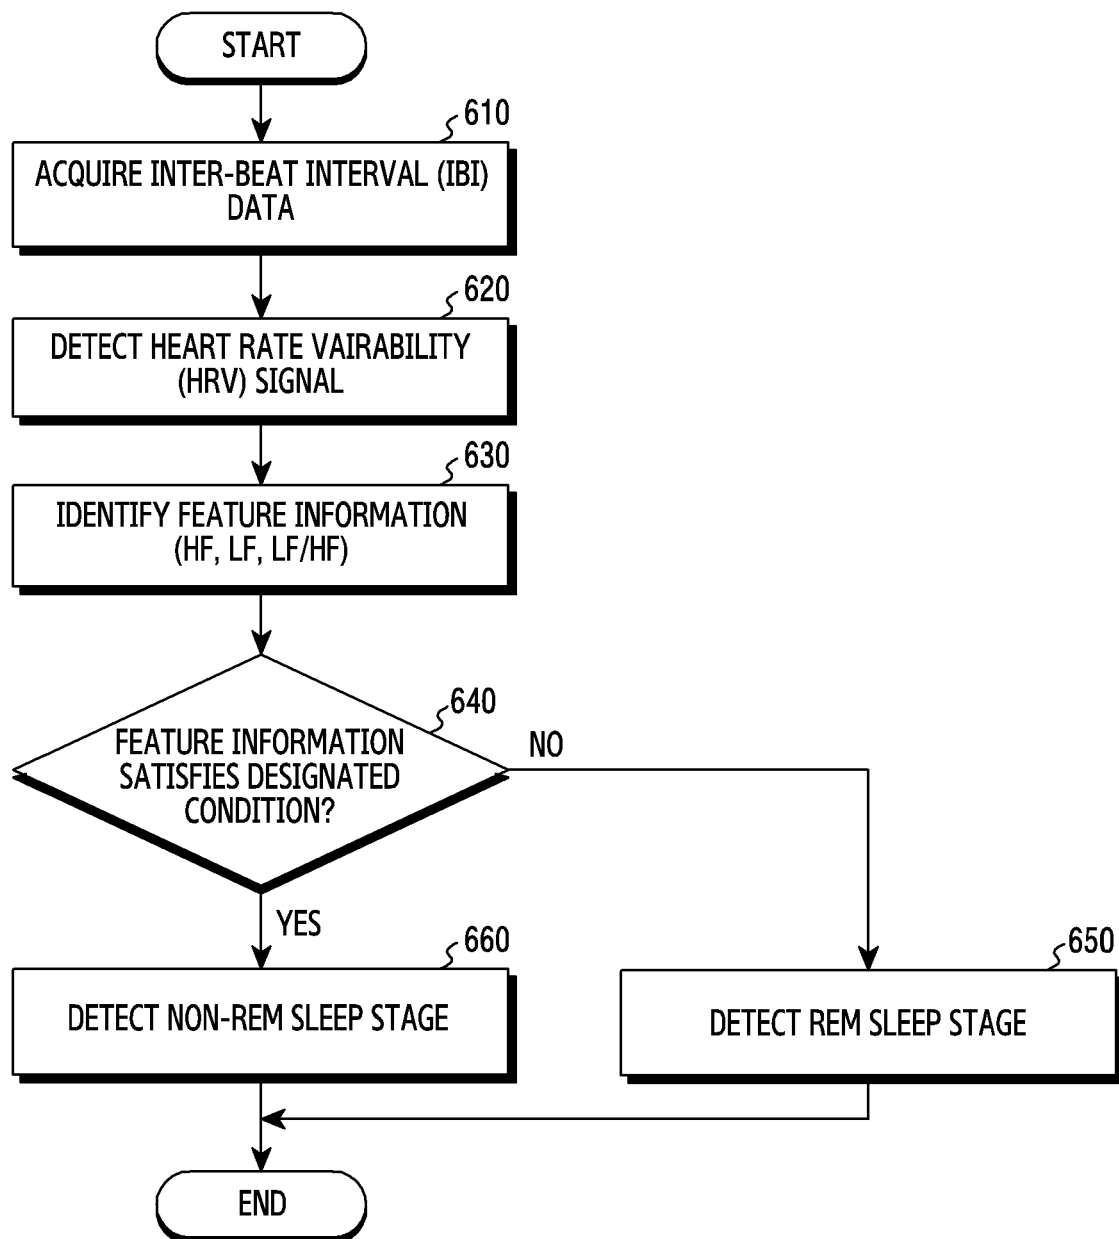 START
610
ACQUIRE INTER-BEAT INTERVAL (IBI)
DATA
620
DETECT HEART RATE VAIRABILITY
(HRV) SIGNAL
630
IDENTIFY FEATURE INFORMATION
(HF, LF, LF/HF)
640
FEATURE INFORMATION
SATISFIES DESIGNATED
CONDITION?
NO
YES
660
DETECT NON-REM SLEEP STAGE
650
DETECT REM SLEEP STAGE
END